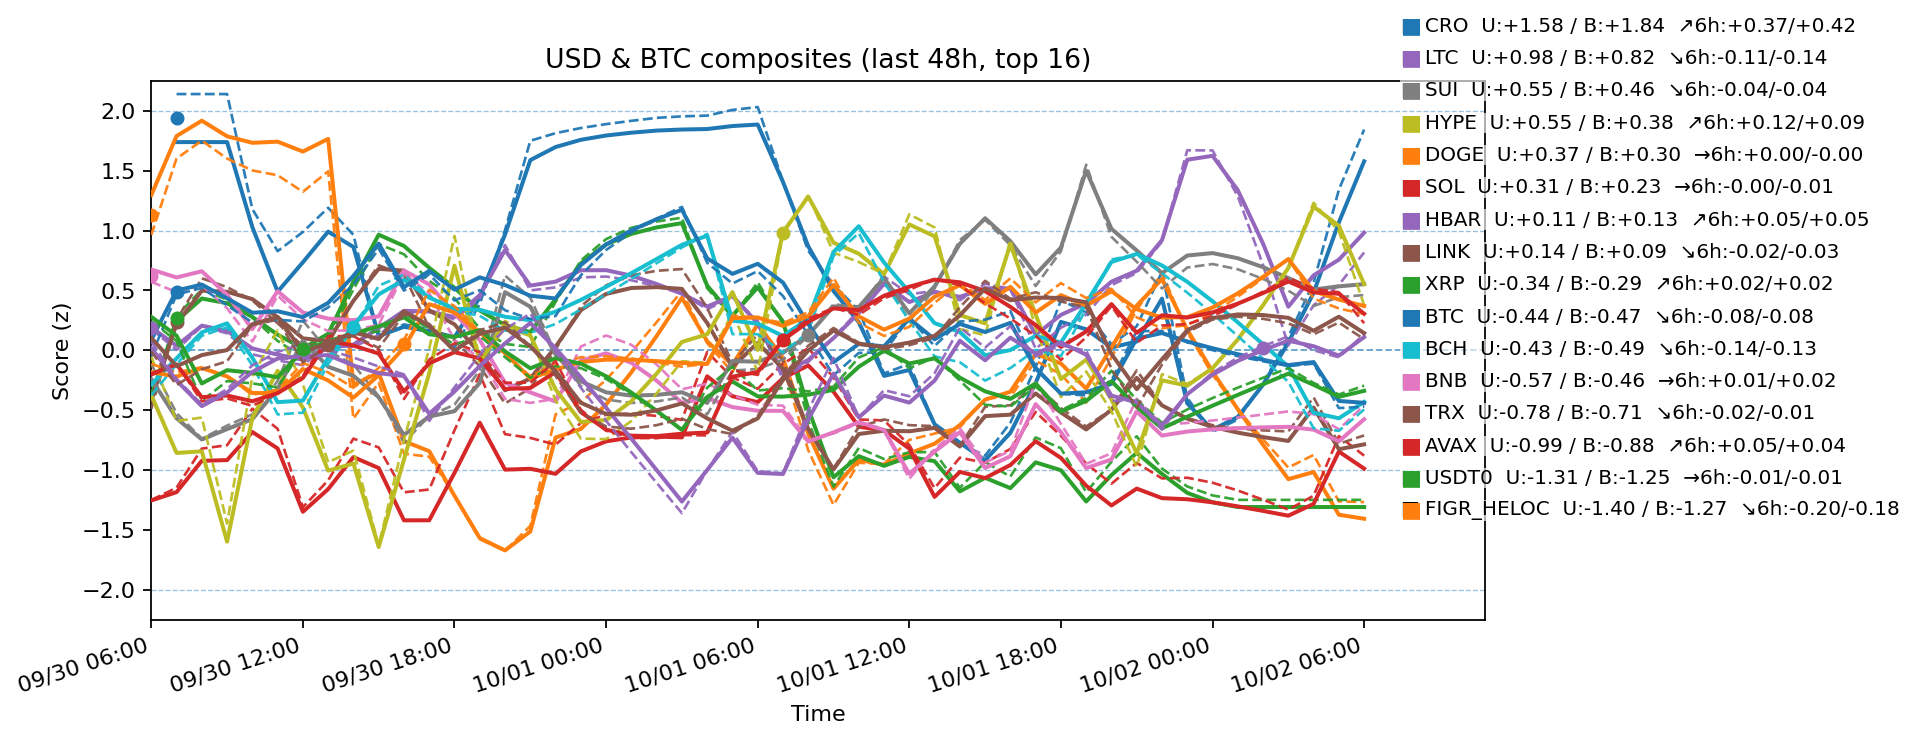 USD & BTC composites (last 48h, top 16)
CRO U:+1.58 / B:+1.84 ↗6h:+0.37/+0.42
LTC U:+0.98 / B:+0.82 ↘6h:-0.11/-0.14
SUI U:+0.55 / B:+0.46 ↘6h:-0.04/-0.04
HYPE U:+0.55 / B:+0.38 ↗6h:+0.12/+0.09
DOGE U:+0.37 / B:+0.30 →6h:+0.00/-0.00
SOL U:+0.31 / B:+0.23 →6h:-0.00/-0.01
HBAR U:+0.11 / B:+0.13 ↗6h:+0.05/+0.05
LINK U:+0.14 / B:+0.09 ↘6h:-0.02/-0.03
XRP U:-0.34 / B:-0.29 ↗6h:+0.02/+0.02
BTC U:-0.44 / B:-0.47 ↘6h:-0.08/-0.08
BCH U:-0.43 / B:-0.49 ↘6h:-0.14/-0.13
BNB U:-0.57 / B:-0.46 →6h:+0.01/+0.02
TRX U:-0.78 / B:-0.71 ↘6h:-0.02/-0.01
AVAX U:-0.99 / B:-0.88 ↗6h:+0.05/+0.04
USDT0 U:-1.31 / B:-1.25 →6h:-0.01/-0.01
FIGR_HELOC U:-1.40 / B:-1.27 ↘6h:-0.20/-0.18
Score (z)
2.0
1.5
1.0
0.5
0.0
−0.5
−1.0
−1.5
−2.0
09/30 06:00
09/30 12:00
09/30 18:00
10/01 00:00
10/01 06:00
10/01 12:00
10/01 18:00
10/02 00:00
10/02 06:00
Time